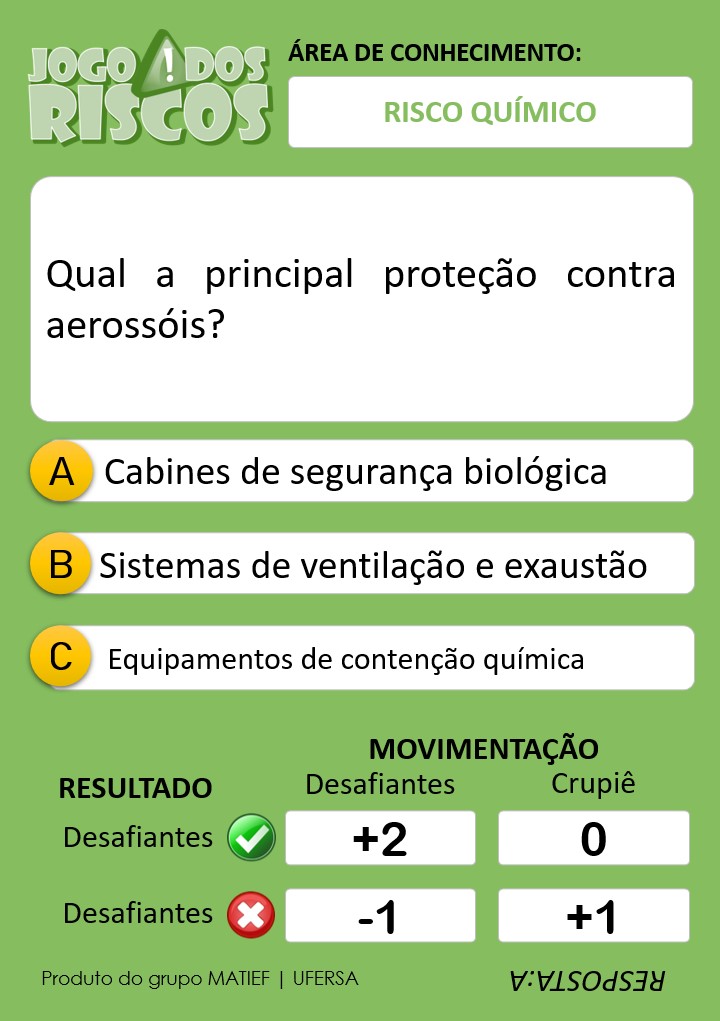 JOGO DOS
RISCOS
ÁREA DE CONHECIMENTO:
RISCO QUÍMICO
Qual a principal proteção contra
aerossóis?
A Cabines de segurança biológica
B Sistemas de ventilação e exaustão
C Equipamentos de contenção química
MOVIMENTAÇÃO
RESULTADO Desafiantes Crupiê
Desafiantes +2 0
Desafiantes -1 +1
Produto do grupo MATIEF | UFERSA
RESPOSTA:A